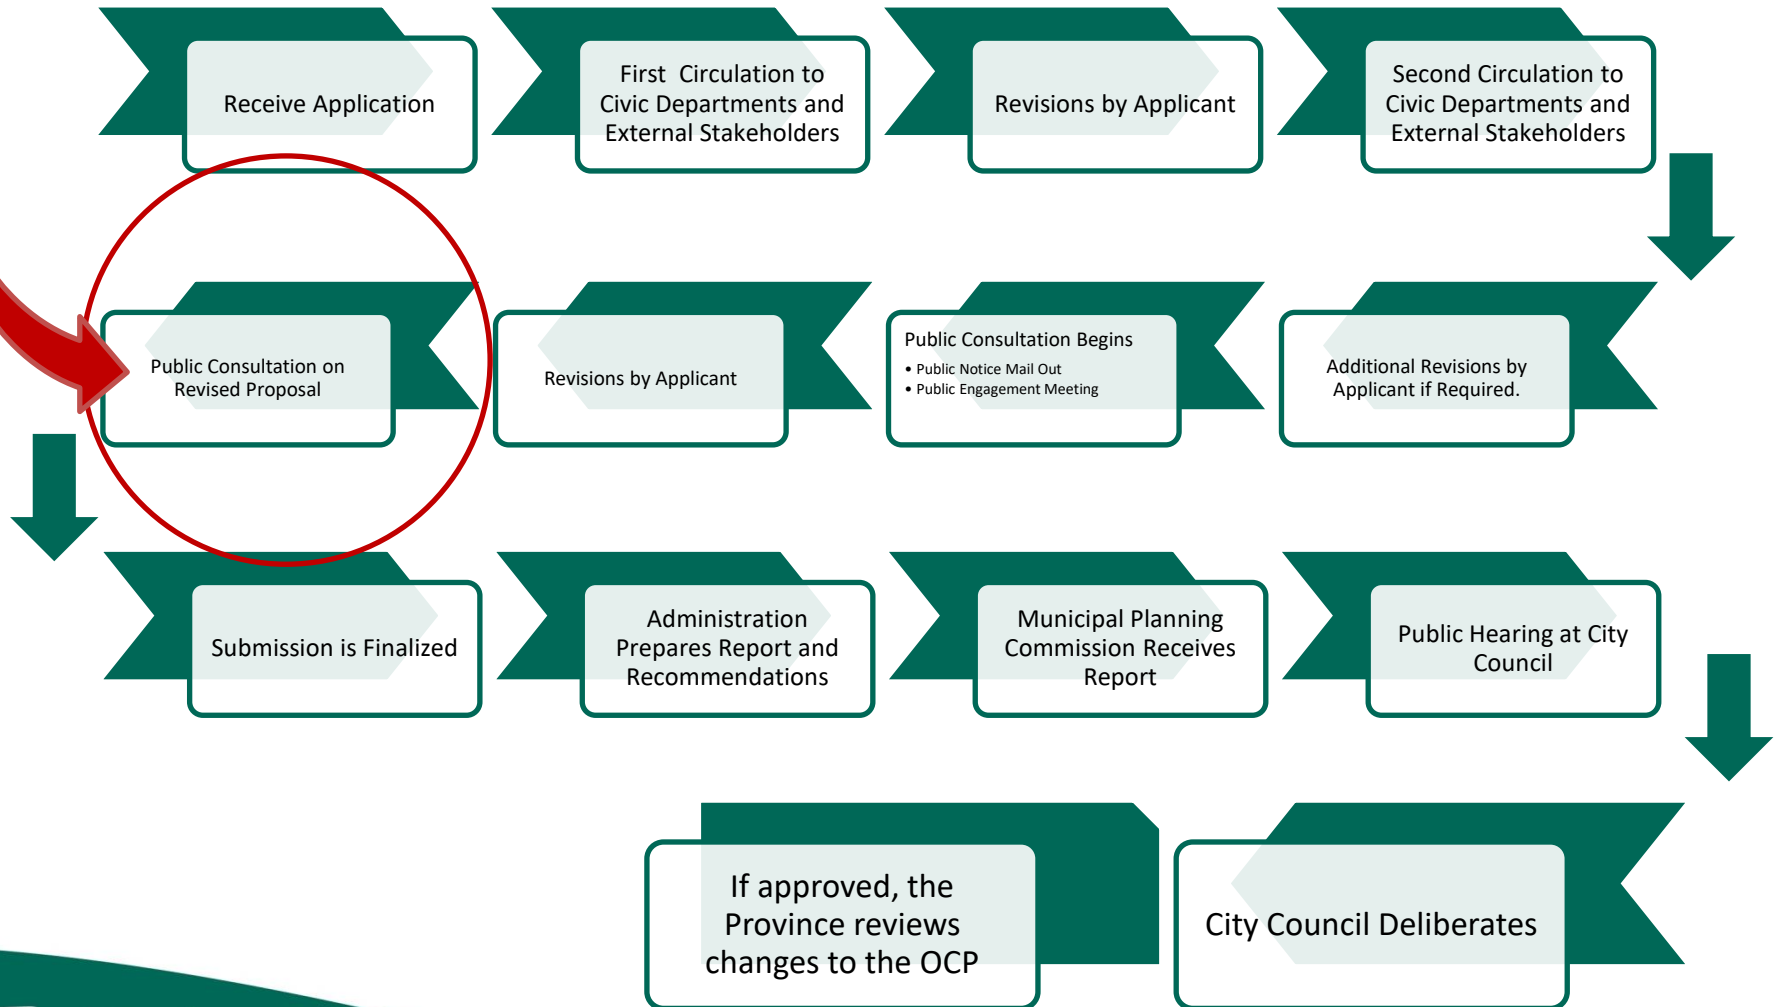 Receive Application
First Circulation to
Civic Departments and
External Stakeholders
Revisions by Applicant
Second Circulation to
Civic Departments and
External Stakeholders
Public Consultation on
Revised Proposal
Revisions by Applicant
Public Consultation Begins
• Public Notice Mail Out
• Public Engagement Meeting
Additional Revisions by
Applicant if Required.
Submission is Finalized
Administration
Prepares Report and
Recommendations
Municipal Planning
Commission Receives
Report
Public Hearing at City
Council
If approved, the
Province reviews
changes to the OCP
City Council Deliberates